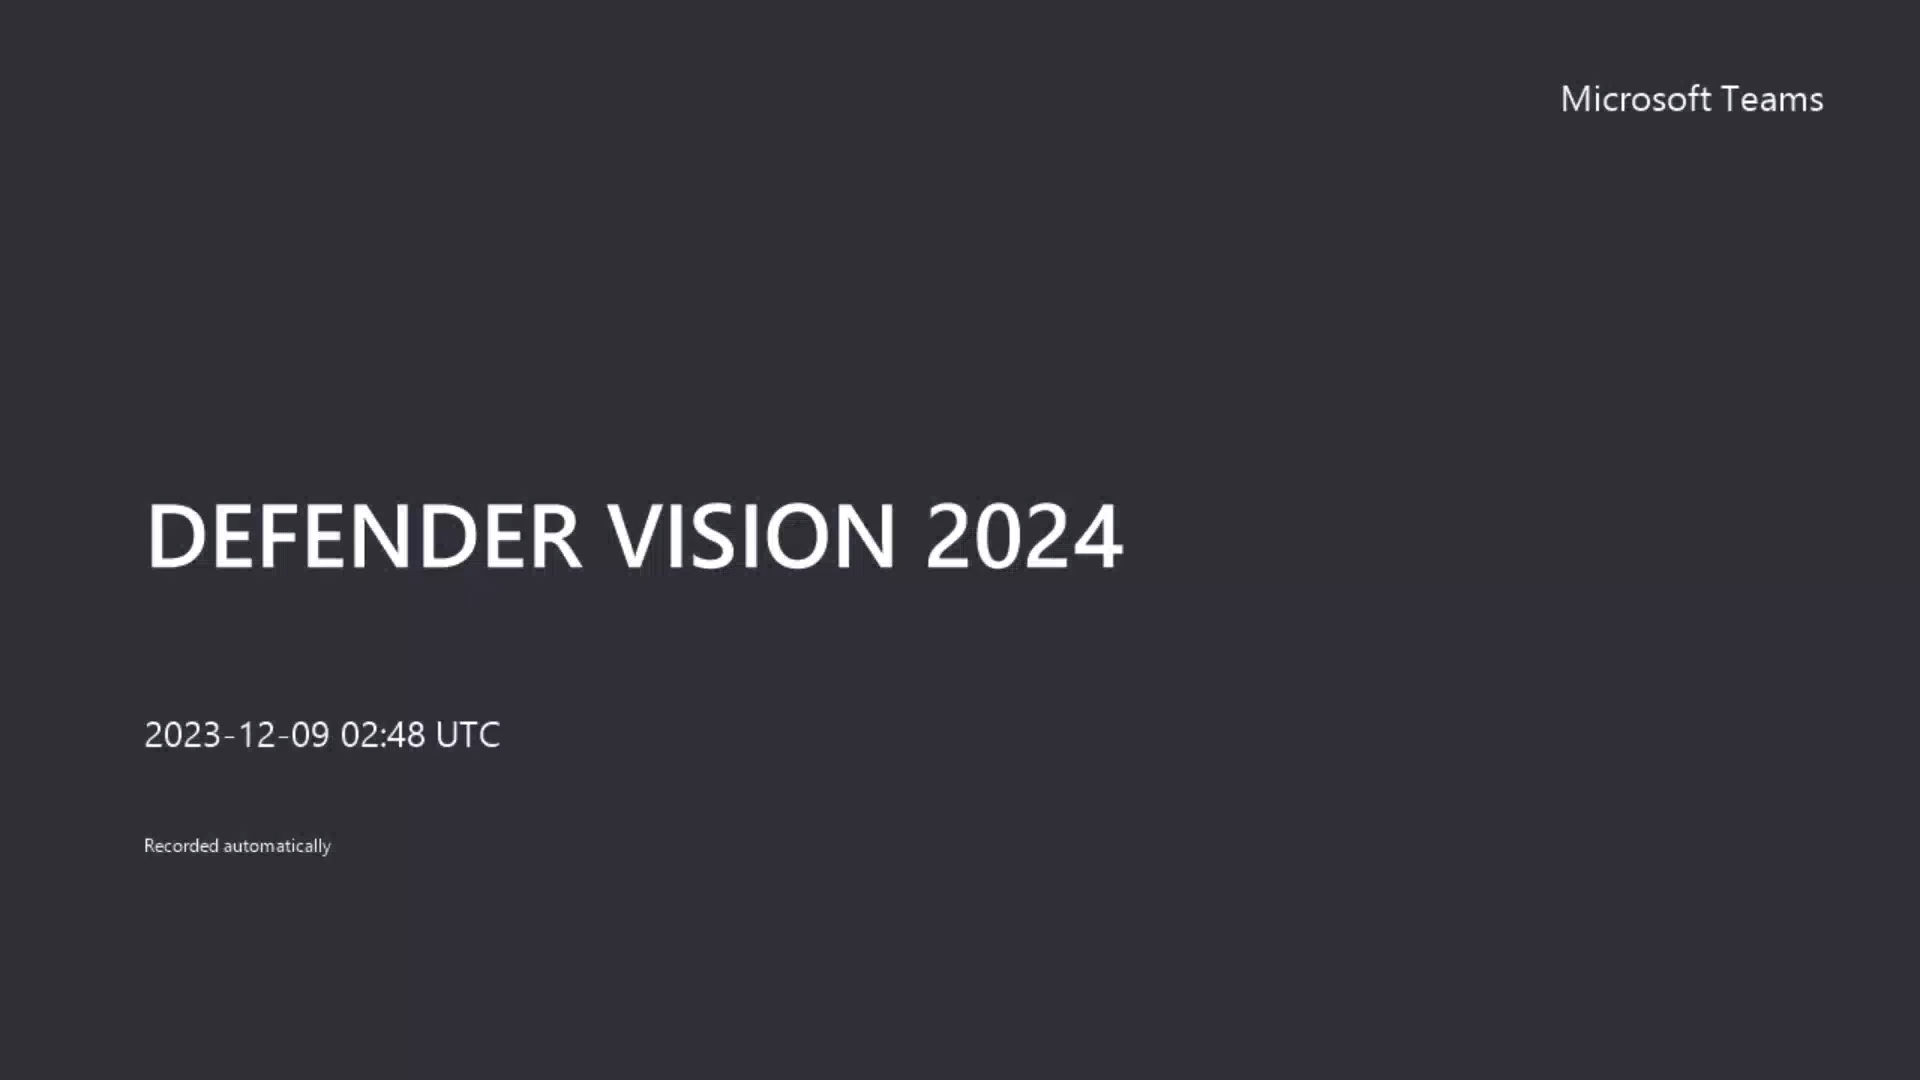 Microsoft Teams
DEFENDER VISION 2024
2023-12-09 02:48 UTC
Recorded automatically